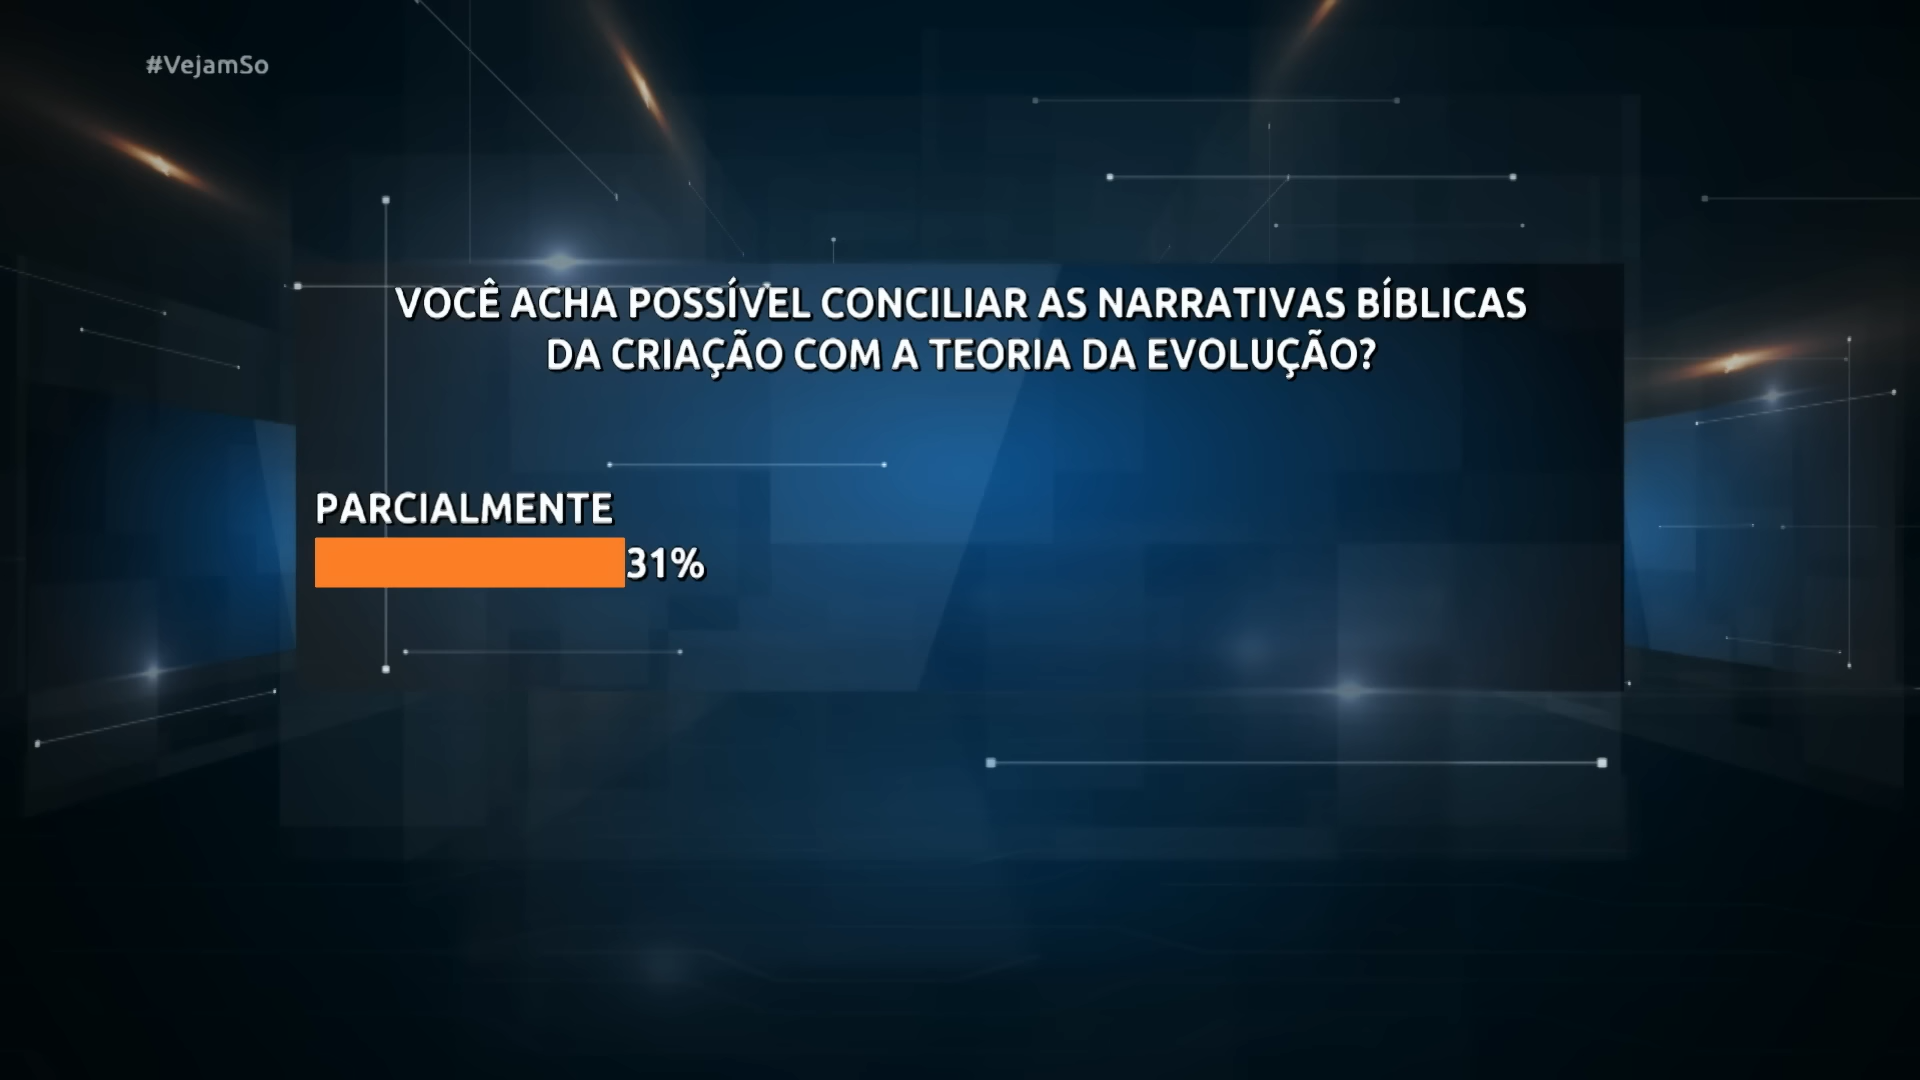 #VejamSo
VOCÊ ACHA POSSÍVEL CONCILIAR AS NARRATIVAS BÍBLICAS
DA CRIAÇÃO COM A TEORIA DA EVOLUÇÃO?
PARCIALMENTE
31%